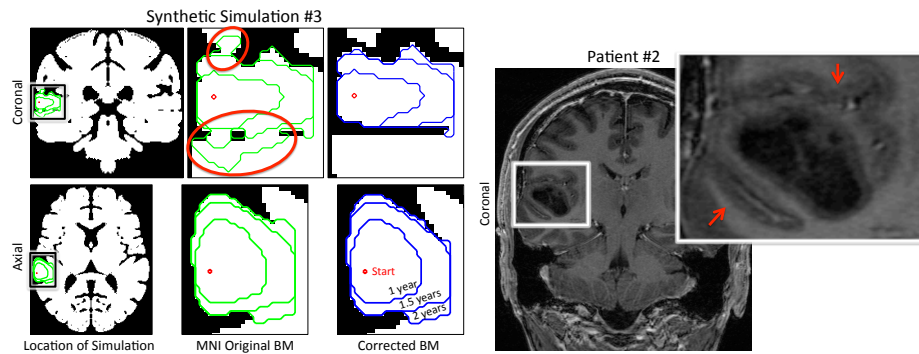 Synthetic Simulation #3
Patient #2
Coronal
Coronal
Axial
Start
1 year
1.5 years
2 years
Location of Simulation
MNI Original BM
Corrected BM